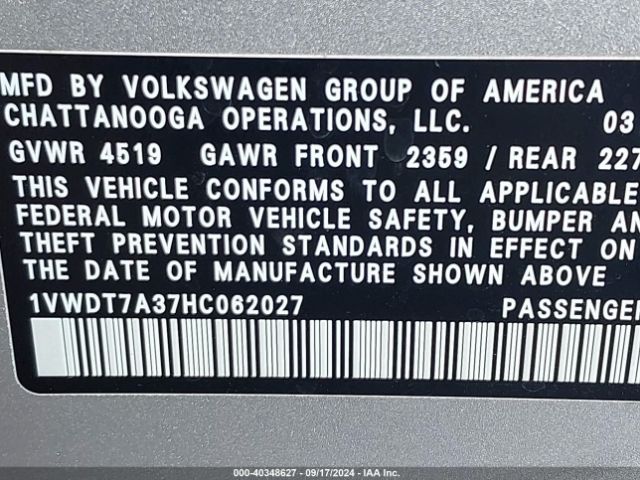 MFD BY VOLKSWAGEN GROUP OF AMERICA
CHATTANOOGA OPERATIONS, LLC. 03
GVWR 4519 GAWR FRONT 2359 / REAR 227
THIS VEHICLE CONFORMS TO ALL APPLICABLE
FEDERAL MOTOR VEHICLE SAFETY, BUMPER AN
THEFT PREVENTION STANDARDS IN EFFECT ON
THE DATE OF MANUFACTURE SHOWN ABOVE
1VWDT7A37HC062027 PASSENGER
000-40348627 - 09/17/2024 - IAA Inc.